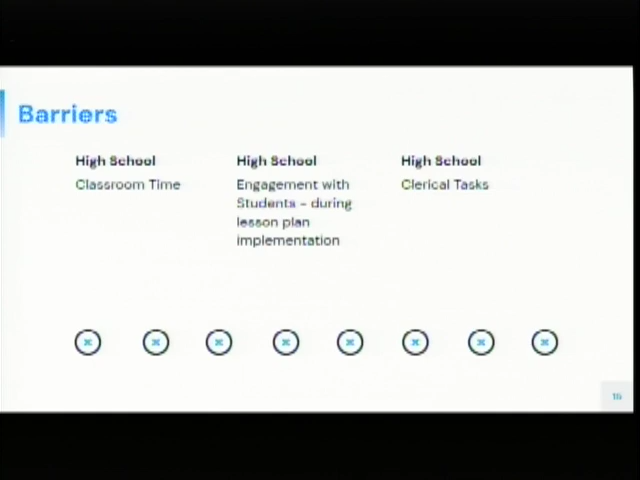 Barriers
High School
Classroom Time
High School
Engagement with
Students - during
lesson plan
implementation
High School
Clerical Tasks